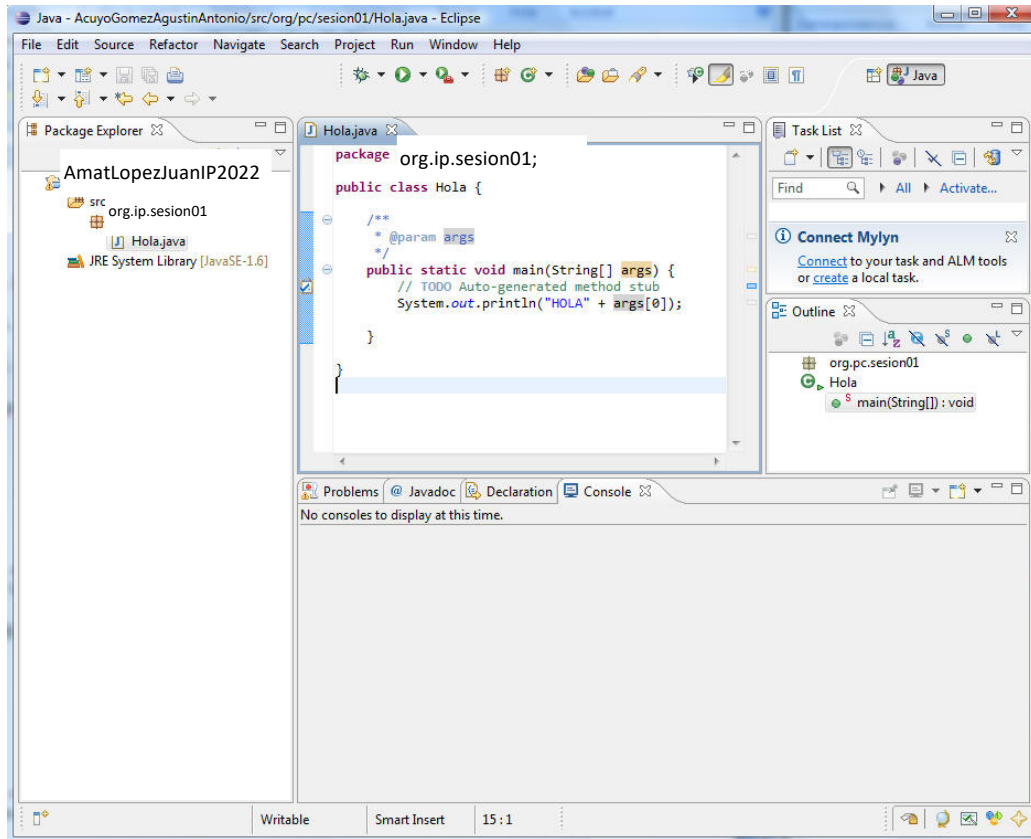 Java - AcuyoGomezAgustinAntonio/src/org/pc/sesion01/Hola.java - Eclipse
File Edit Source Refactor Navigate Search Project Run Window Help
Java
Package Explorer
AmatLopezJuanIP2022
src
org.ip.sesion01
Hola.java
JRE System Library [JavaSE-1.6]
Hola.java
package org.ip.sesion01;
public class Hola {
/**
* @param args
*/
public static void main(String[] args) {
// TODO Auto-generated method stub
System.out.println("HOLA" + args[0]);
}
}
Task List
Find All Activate...
Connect Mylyn
Connect to your task and ALM tools
or create a local task.
Outline
org.pc.sesion01
Hola
main(String[]) : void
Problems @ Javadoc Declaration Console
No consoles to display at this time.
Writable Smart Insert 15 : 1